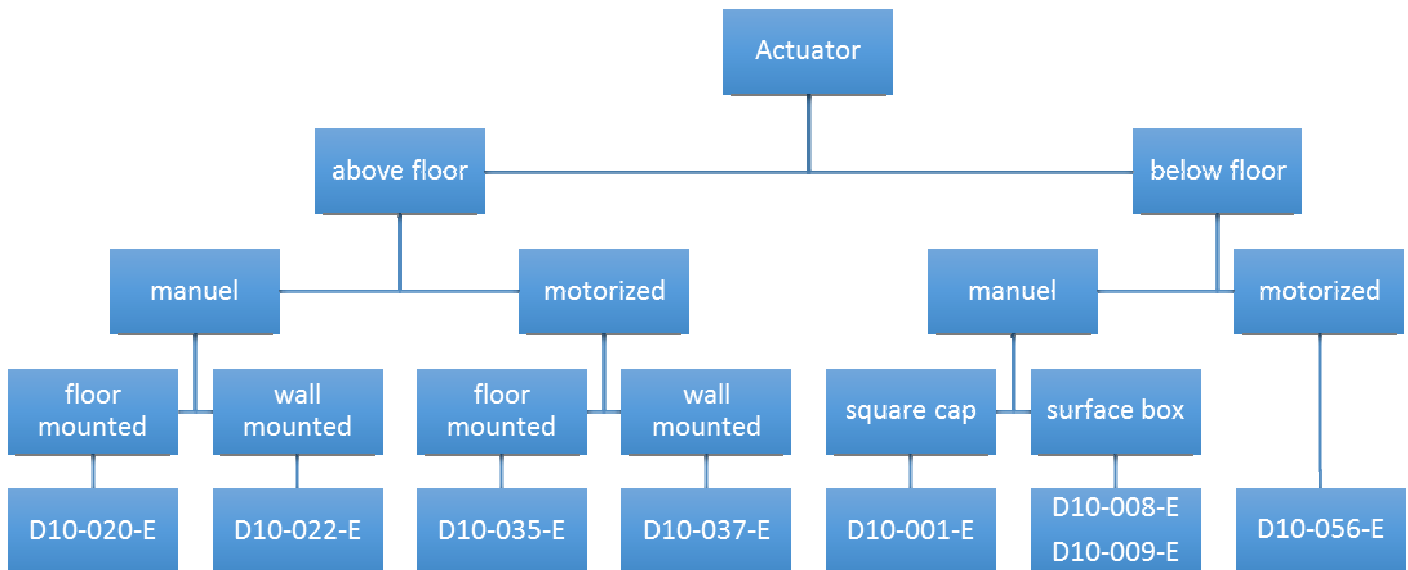 Actuator
above floor
below floor
manuel
motorized
manuel
motorized
floor
mounted
wall
mounted
floor
mounted
wall
mounted
square cap
surface box
D10-020-E
D10-022-E
D10-035-E
D10-037-E
D10-001-E
D10-008-E
D10-009-E
D10-056-E